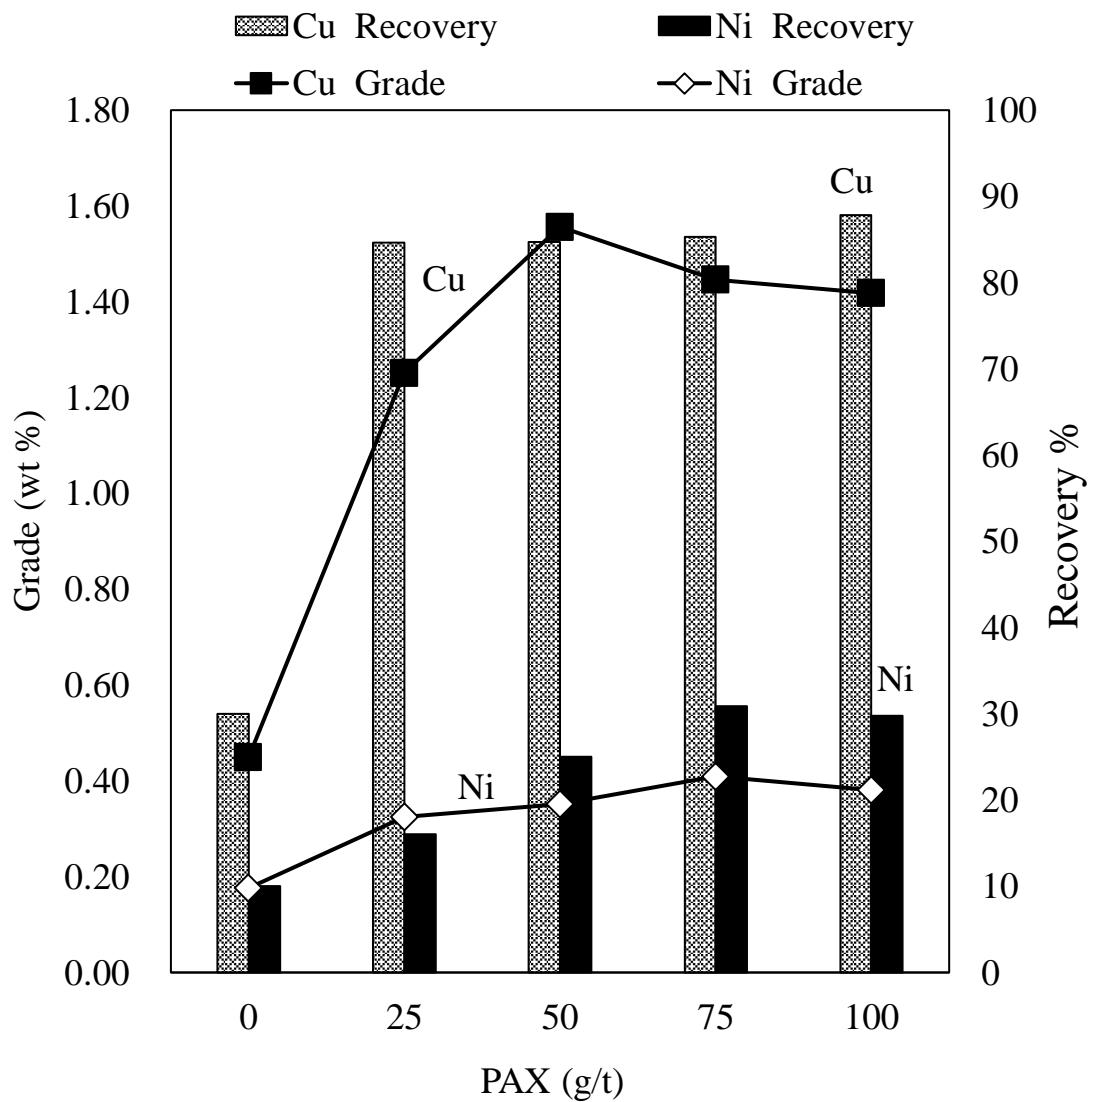 Cu Recovery
Ni Recovery
Cu Grade
Ni Grade
1.80
1.60
1.40
1.20
1.00
0.80
0.60
0.40
0.20
0.00
Grade (wt %)
100
90
80
70
60
50
40
30
20
10
0
Recovery %
Cu
Cu
Ni
Ni
0 25 50 75 100
PAX (g/t)